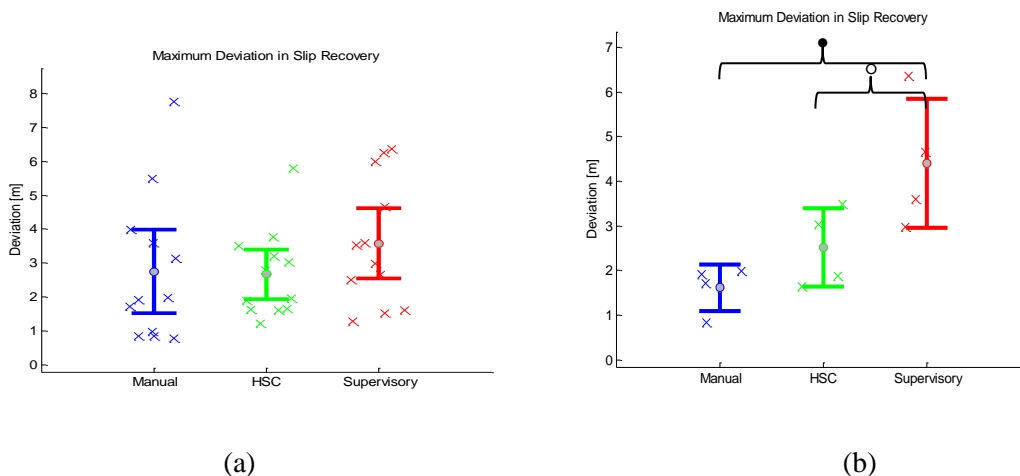 Maximum Deviation in Slip Recovery
8
7
6
5
4
3
2
1
0
Deviation [m]
Manual HSC Supervisory
(a)
Maximum Deviation in Slip Recovery
7
6
5
4
3
2
1
0
Deviation [m]
Manual HSC Supervisory
(b)